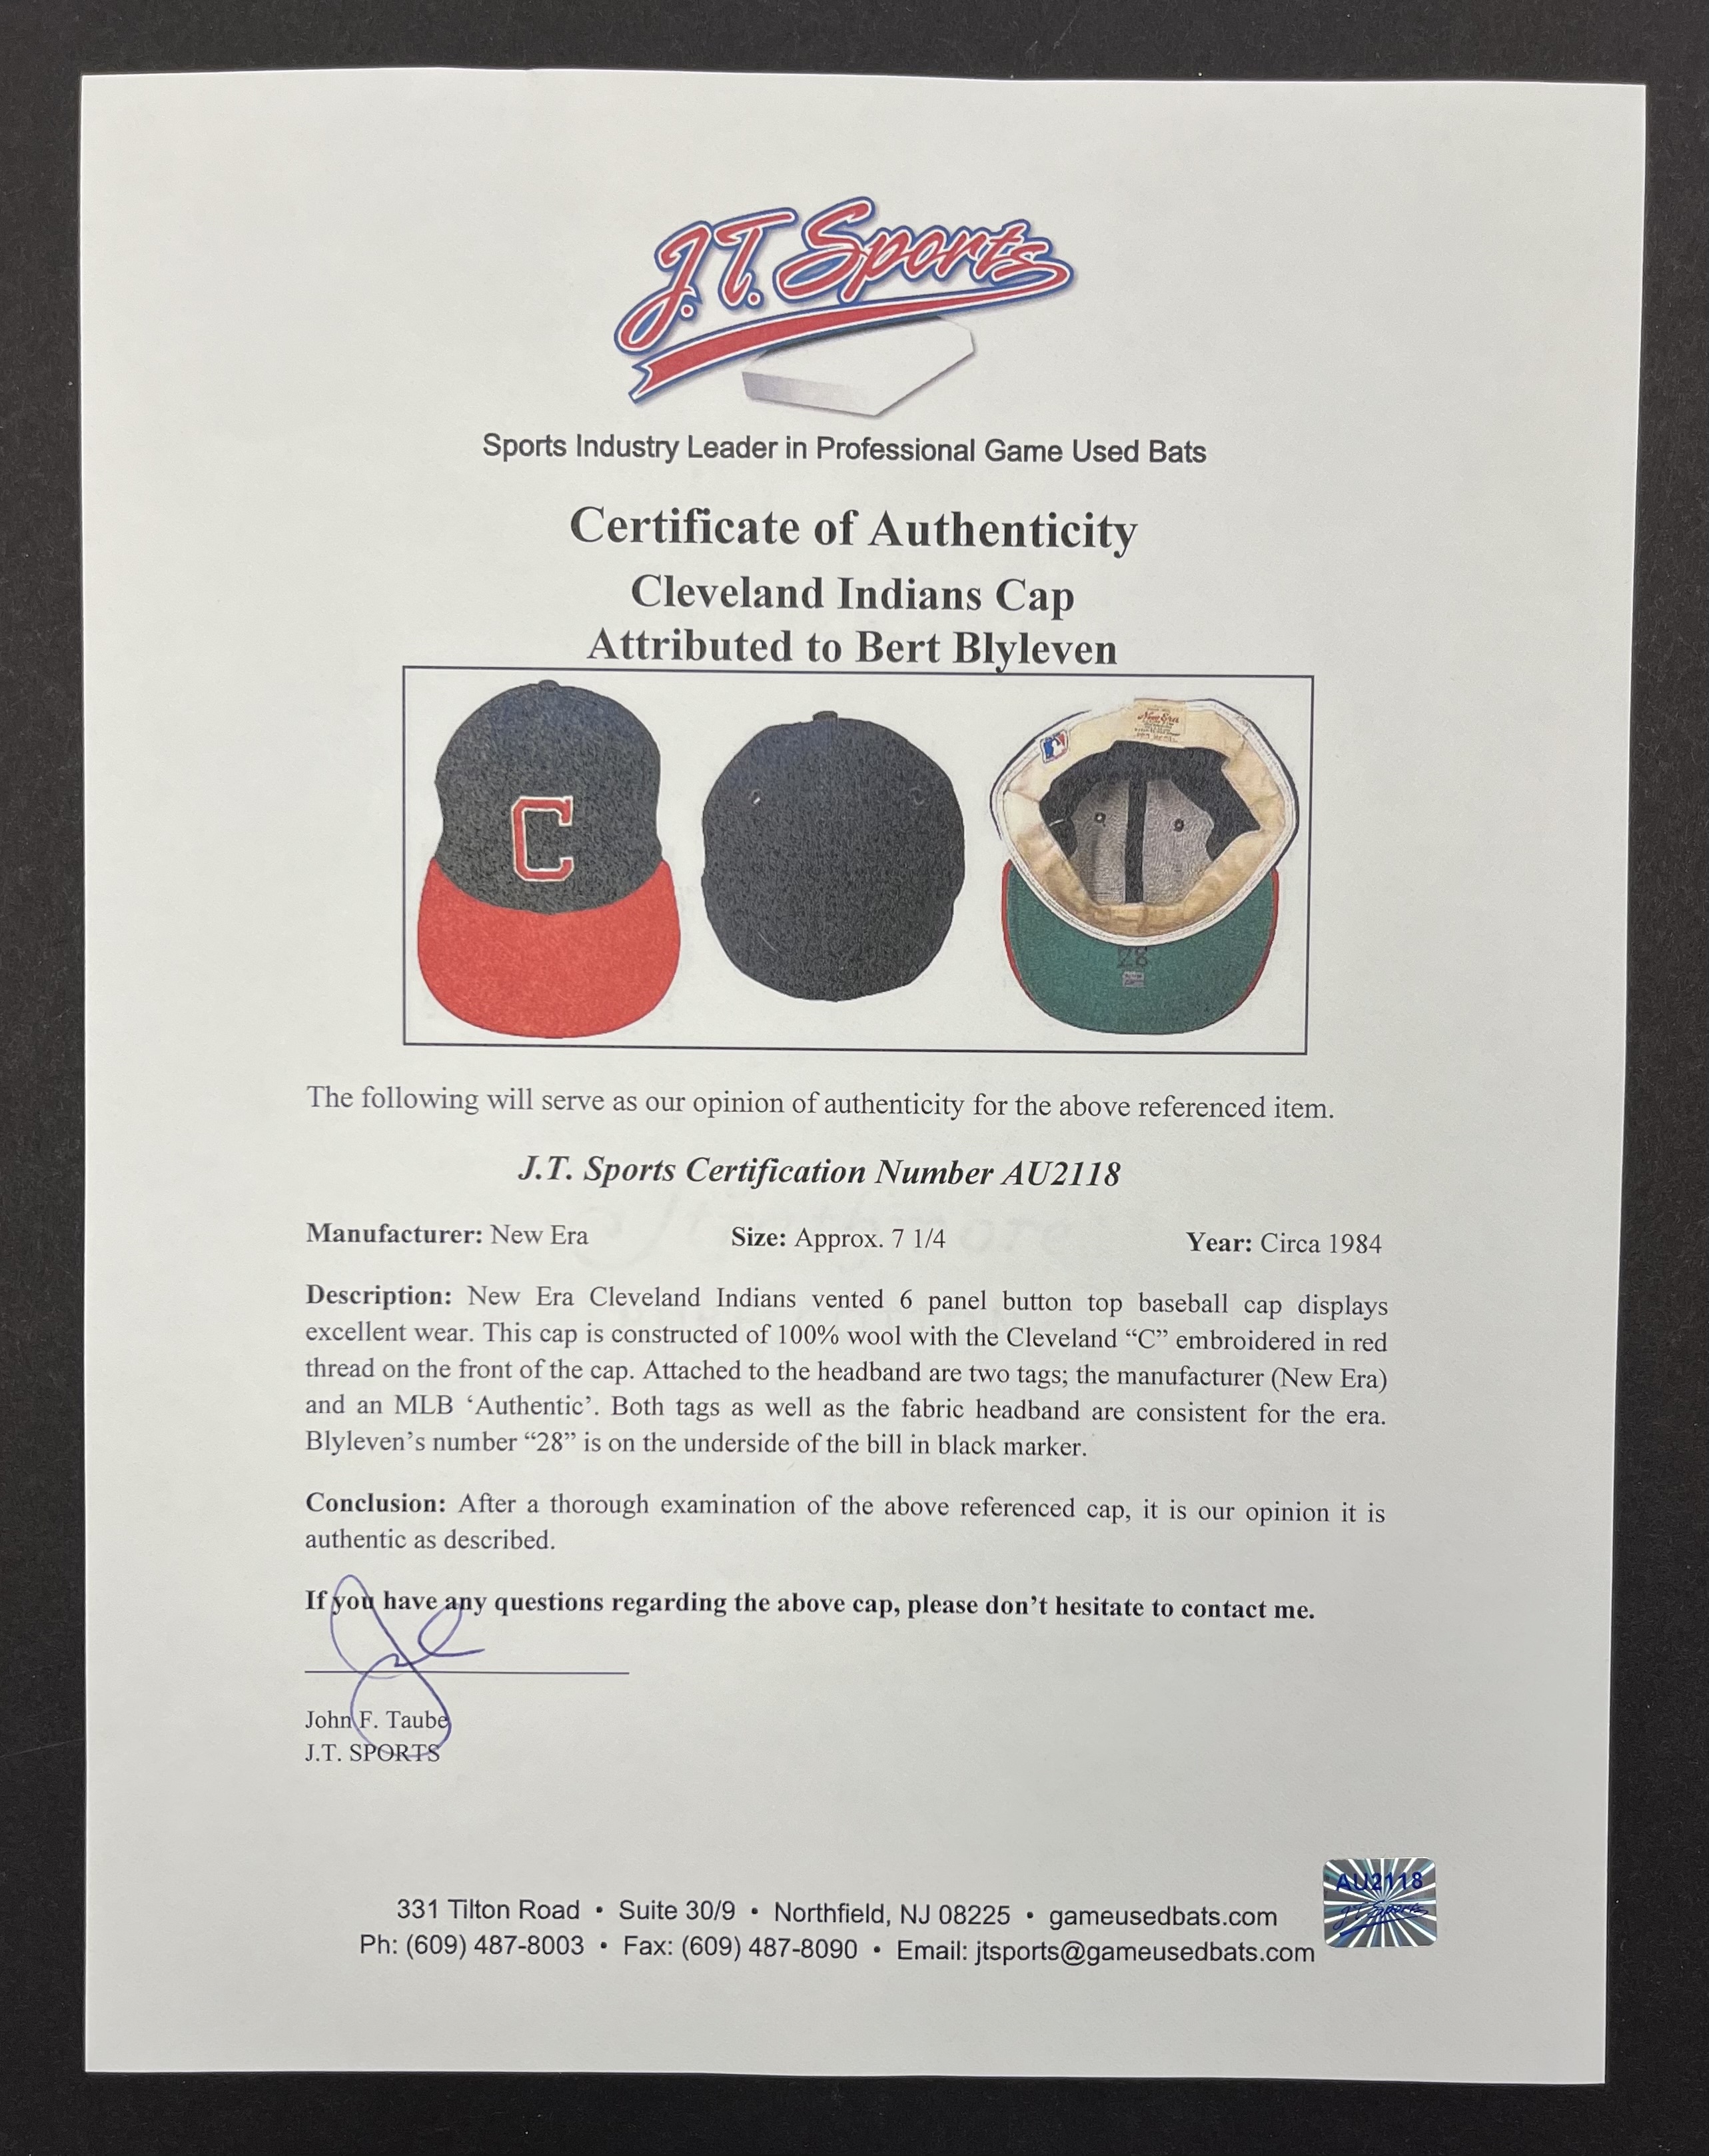 J.T. Sports
Sports Industry Leader in Professional Game Used Bats
Certificate of Authenticity
Cleveland Indians Cap
Attributed to Bert Blyleven
C
New Era
28
The following will serve as our opinion of authenticity for the above referenced item.
J.T. Sports Certification Number AU2118
Manufacturer: New Era Size: Approx. 7 1/4 Year: Circa 1984
Description: New Era Cleveland Indians vented 6 panel button top baseball cap displays
excellent wear. This cap is constructed of 100% wool with the Cleveland “C” embroidered in red
thread on the front of the cap. Attached to the headband are two tags; the manufacturer (New Era)
and an MLB ‘Authentic’. Both tags as well as the fabric headband are consistent for the era.
Blyleven’s number “28” is on the underside of the bill in black marker.
Conclusion: After a thorough examination of the above referenced cap, it is our opinion it is
authentic as described.
If you have any questions regarding the above cap, please don’t hesitate to contact me.
John F. Taube
J.T. SPORTS
AU2118
J.T. Sports
331 Tilton Road • Suite 30/9 • Northfield, NJ 08225 • gameusedbats.com
Ph: (609) 487-8003 • Fax: (609) 487-8090 • Email: jtsports@gameusedbats.com